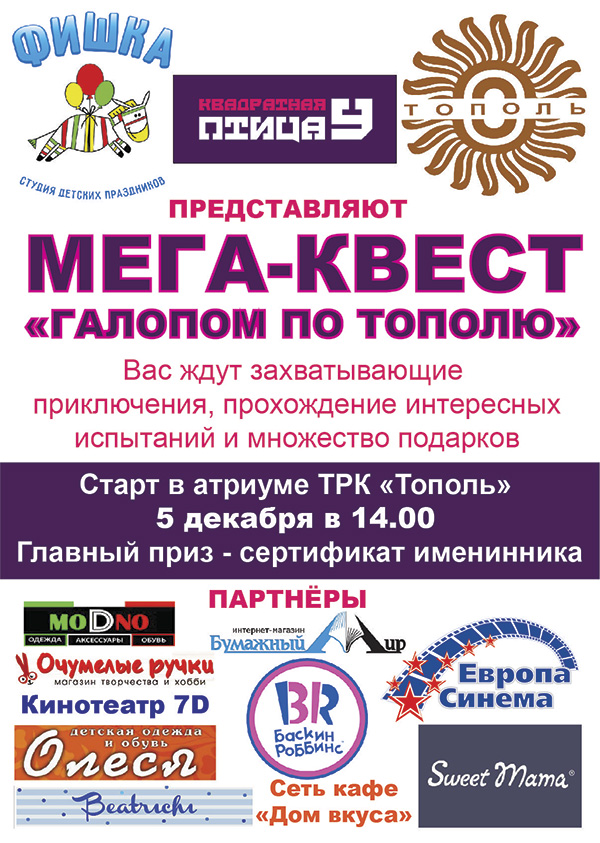 ФИШКА
СТУДИЯ ДЕТСКИХ ПРАЗДНИКОВ
КВАДРАТНАЯ
ПТИЦА У
ТОПОЛЬ
ПРЕДСТАВЛЯЮТ
МЕГА-КВЕСТ
«ГАЛОПОМ ПО ТОПОЛЮ»
Вас ждут захватывающие
приключения, прохождение интересных
испытаний и множество подарков
Старт в атриуме ТРК «Тополь»
5 декабря в 14.00
Главный приз - сертификат именинника
ПАРТНЁРЫ
MODNO
ОДЕЖДА АКСЕССУАРЫ ОБУВЬ
интернет-магазин
Бумажный Мир
Очумелые ручки
магазин творчества и хобби
Кинотеатр 7D
Европа
Синема
BR
Баскин
Роббинс
детская одежда
и обувь
Олеся
Beatrichi
Сеть кафе
«Дом вкуса»
Sweet Mama®